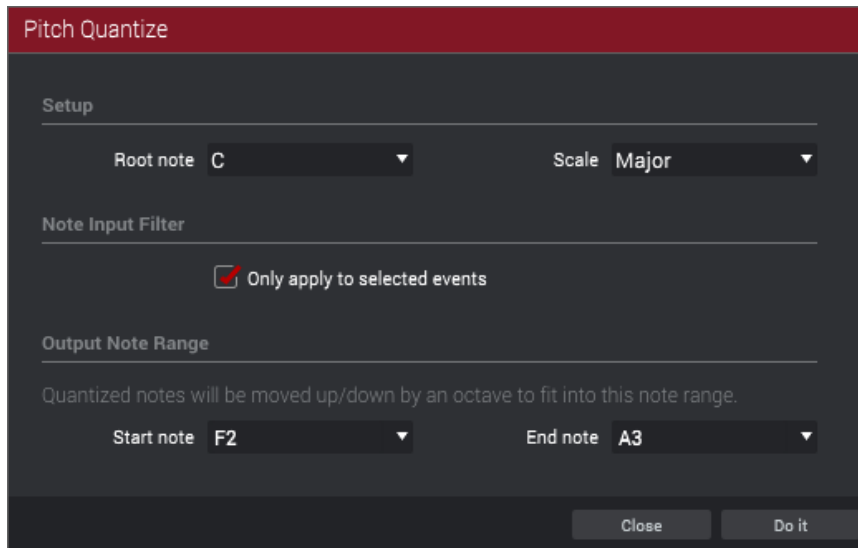 Pitch Quantize
Setup
Root note C Scale Major
Note Input Filter
Only apply to selected events
Output Note Range
Quantized notes will be moved up/down by an octave to fit into this note range.
Start note F2 End note A3
Close Do it